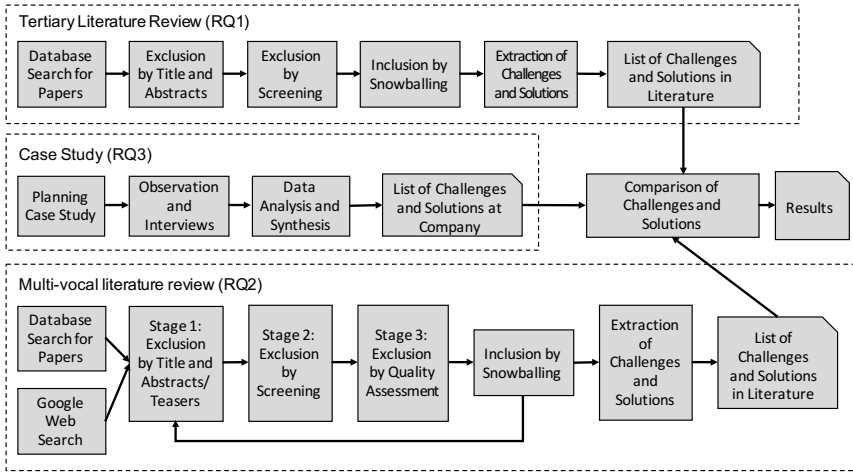 Tertiary Literature Review (RQ1)
Database
Search for
Papers
Exclusion
by Title and
Abstracts
Exclusion
by
Screening
Inclusion by
Snowballing
Extraction of
Challenges
and Solutions
List of Challenges
and Solutions in
Literature
Case Study (RQ3)
Planning
Case Study
Observation
and
Interviews
Data
Analysis and
Synthesis
List of Challenges
and Solutions at
Company
Comparison of
Challenges and
Solutions
Results
Multi-vocal literature review (RQ2)
Database
Search for
Papers
Google
Web
Search
Stage 1:
Exclusion
by Title and
Abstracts/
Teasers
Stage 2:
Exclusion
by
Screening
Stage 3:
Exclusion
by Quality
Assessment
Inclusion by
Snowballing
Extraction
of
Challenges
and
Solutions
List of
Challenges
and Solutions
in Literature